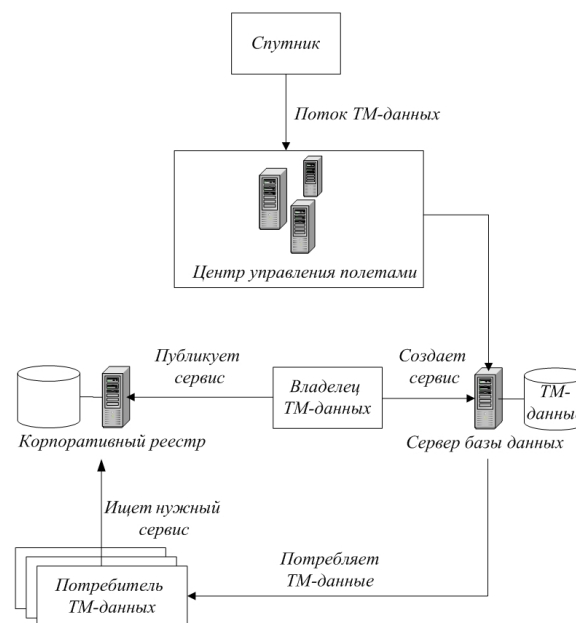 Спутник
Поток ТМ-данных
Центр управления полетами
Публикует
сервис
Создает
сервис
Владелец
ТМ-данных
ТМ-
данные
Корпоративный реестр
Сервер базы данных
Ищет нужный
сервис
Потребляет
ТМ-данные
Потребитель
ТМ-данных